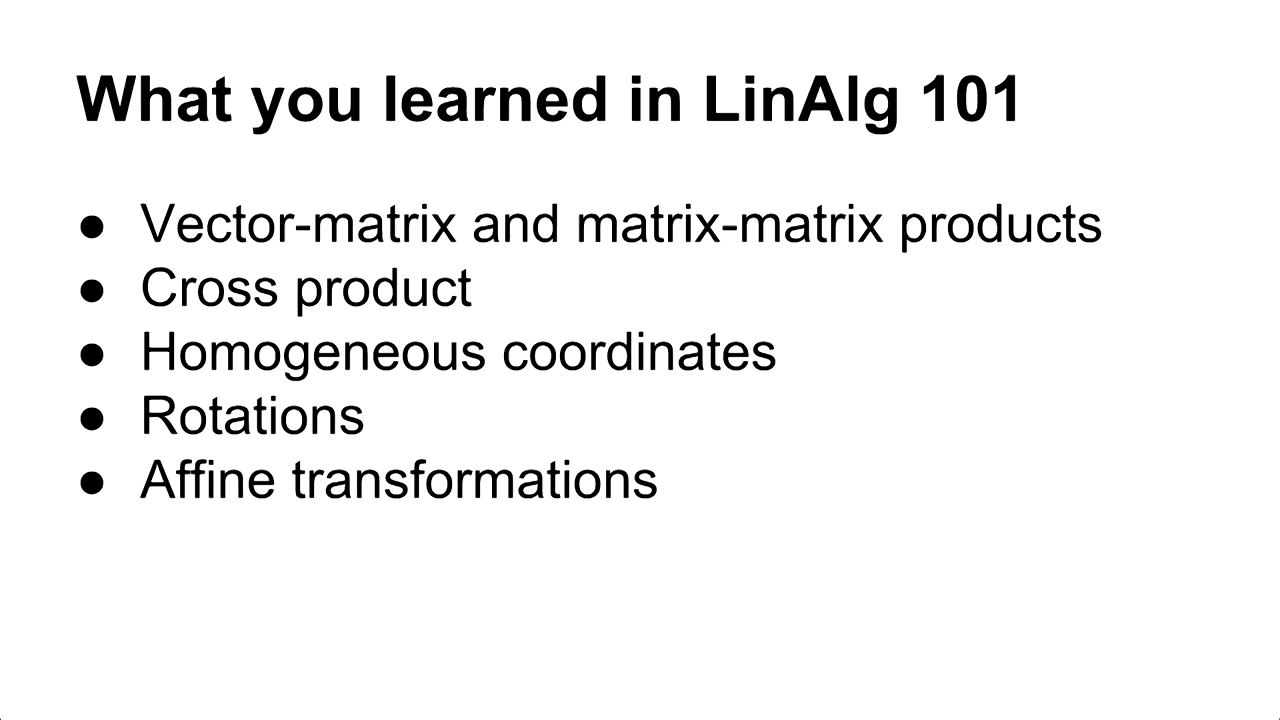 What you learned in LinAlg 101
● Vector-matrix and matrix-matrix products
● Cross product
● Homogeneous coordinates
● Rotations
● Affine transformations